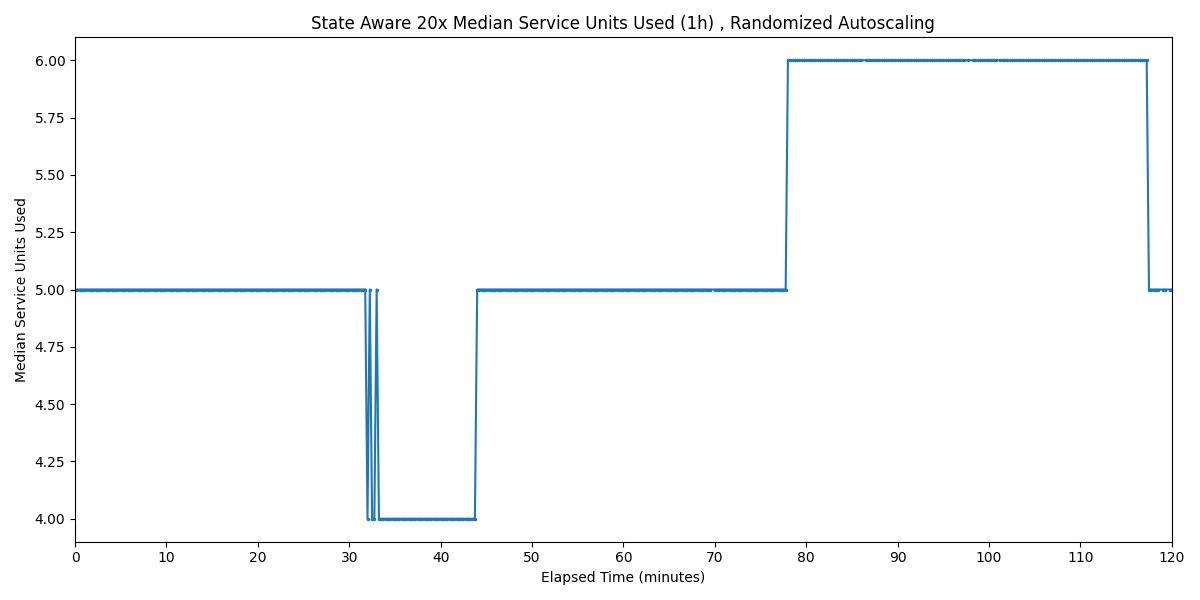 State Aware 20x Median Service Units Used (1h) , Randomized Autoscaling
6.00
5.75
5.50
5.25
5.00
4.75
4.50
4.25
4.00
Median Service Units Used
0 10 20 30 40 50 60 70 80 90 100 110 120
Elapsed Time (minutes)